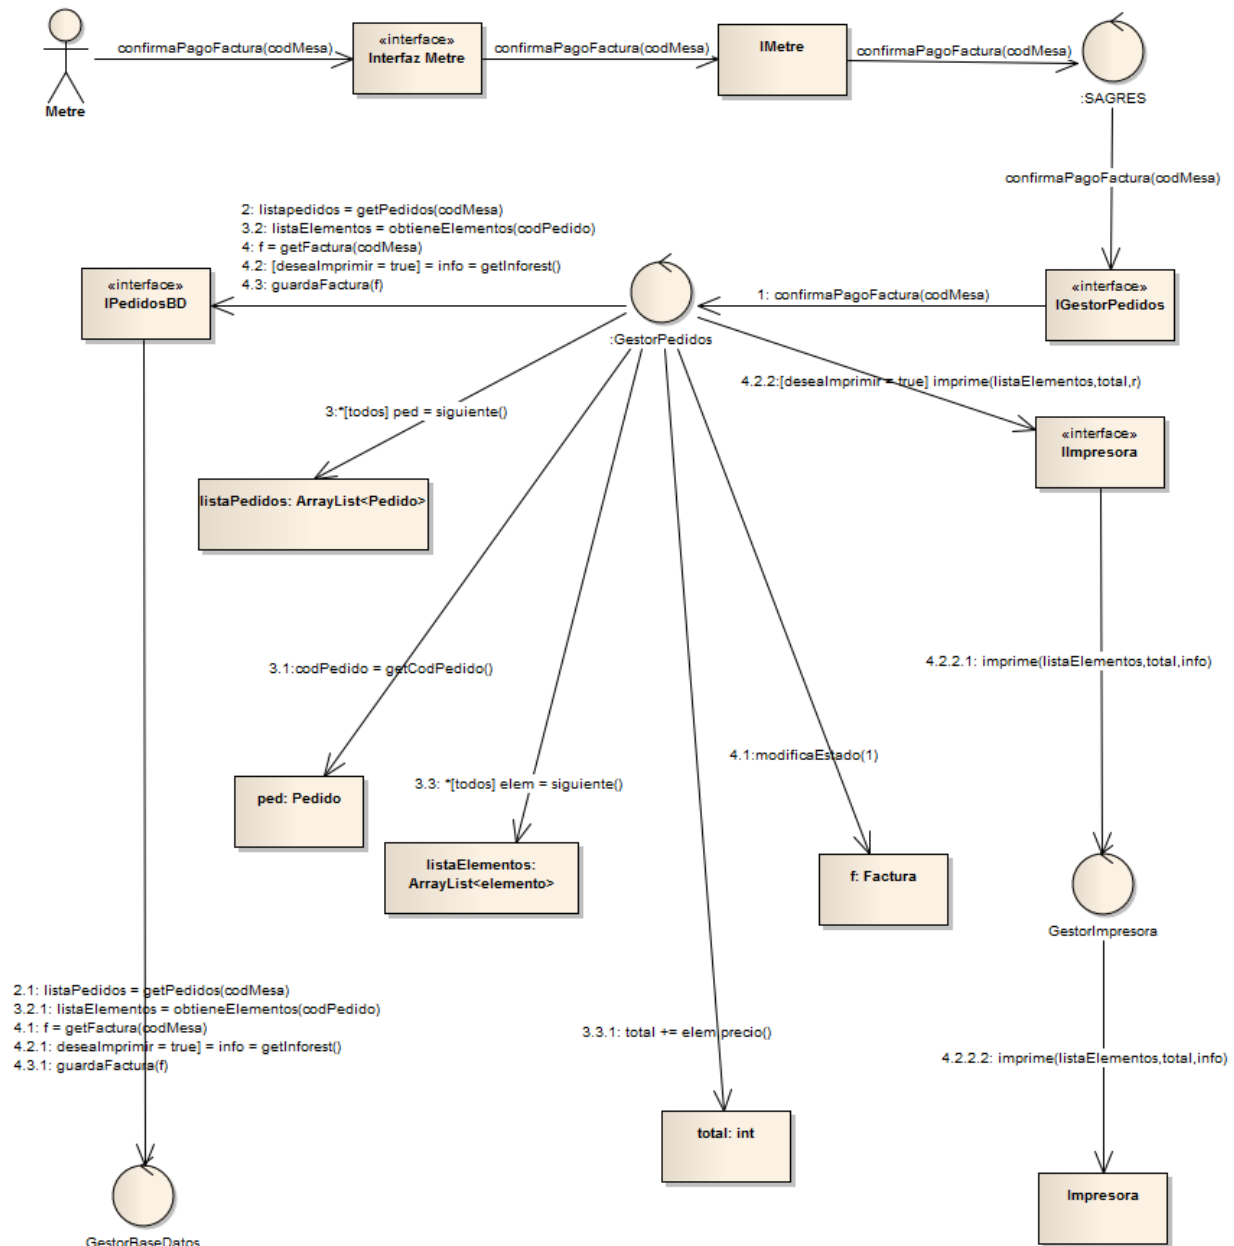 confirmaPagoFactura(codMesa)
«interface»
Interfaz Metre
confirmaPagoFactura(codMesa)
IMetre
confirmaPagoFactura(codMesa)
Metre
:SAGRES
confirmaPagoFactura(codMesa)
2: listapedidos = getPedidos(codMesa)
3.2: listaElementos = obtieneElementos(codPedido)
4: f = getFactura(codMesa)
4.2: [deseaImprimir = true] = info = getInforest()
4.3: guardaFactura(f)
«interface»
IPedidosBD
:GestorPedidos
1: confirmaPagoFactura(codMesa)
«interface»
IGestorPedidos
4.2.2:[deseaImprimir = true] imprime(listaElementos,total,r)
3:*[todos] ped = siguiente()
«interface»
IImpresora
listaPedidos: ArrayList<Pedido>
3.1:codPedido = getCodPedido()
4.2.2.1: imprime(listaElementos,total,info)
4.1:modificaEstado(1)
3.3: *[todos] elem = siguiente()
ped: Pedido
listaElementos:
ArrayList<elemento>
f: Factura
GestorImpresora
2.1: listaPedidos = getPedidos(codMesa)
3.2.1: listaElementos = obtieneElementos(codPedido)
4.1: f = getFactura(codMesa)
4.2.1: deseaImprimir = true] = info = getInforest()
4.3.1: guardaFactura(f)
3.3.1: total += elem.precio()
4.2.2.2: imprime(listaElementos,total,info)
total: int
Impresora
GestorBaseDatos